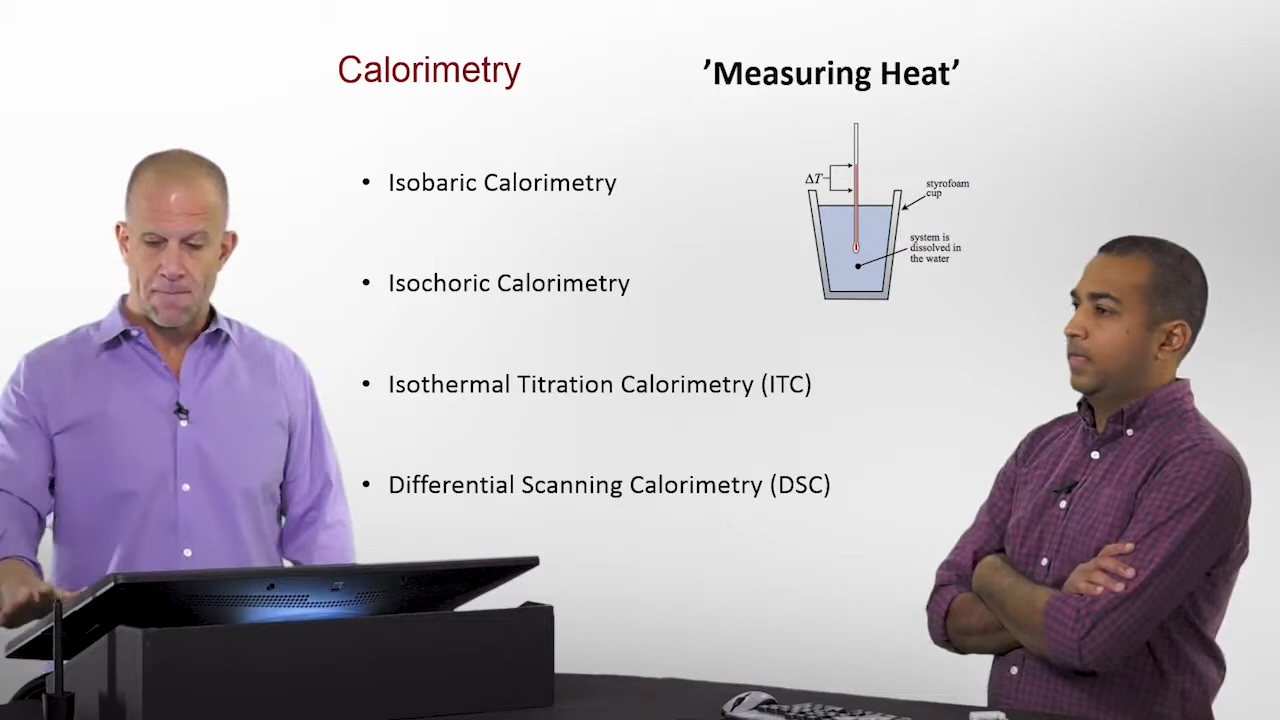 Calorimetry
’Measuring Heat’
• Isobaric Calorimetry
• Isochoric Calorimetry
• Isothermal Titration Calorimetry (ITC)
• Differential Scanning Calorimetry (DSC)
ΔT
styrofoam
cup
system is
dissolved in
the water